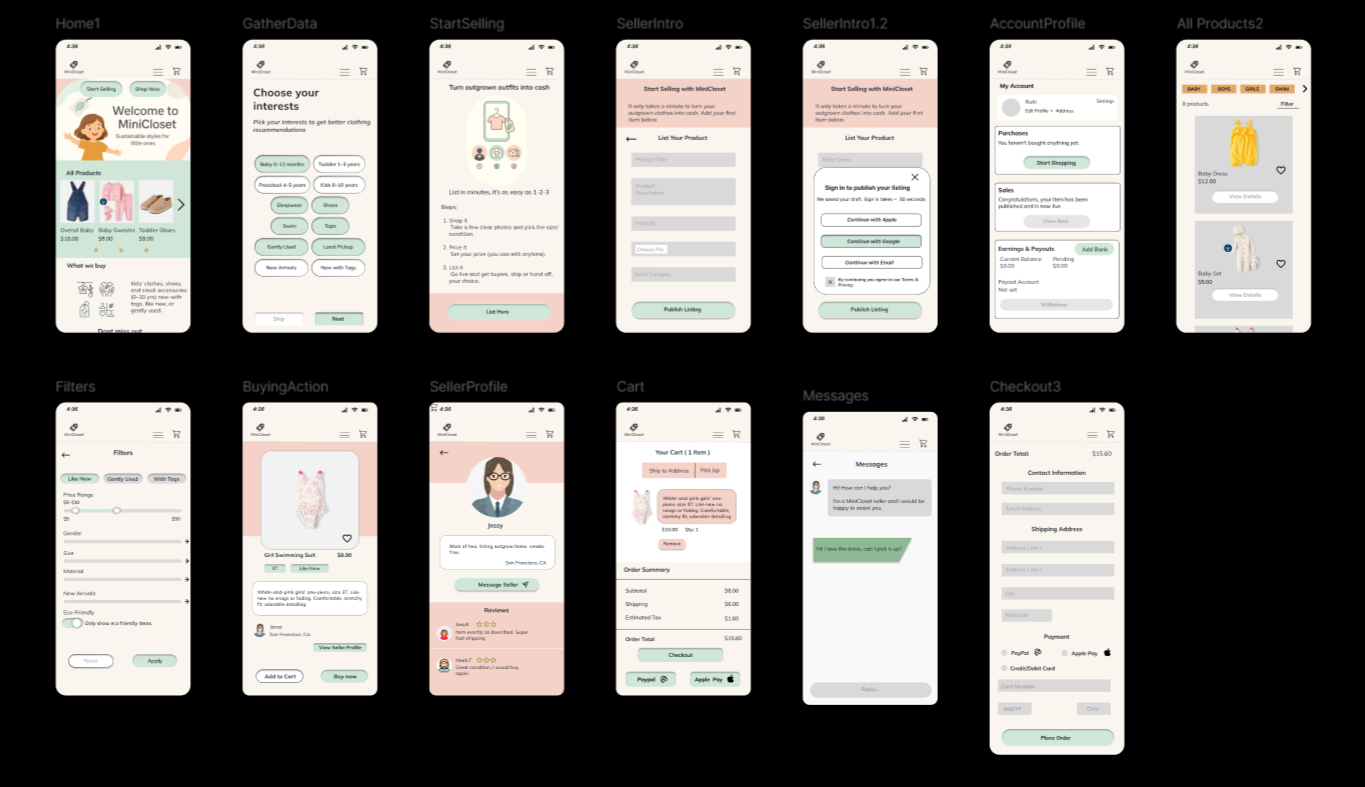 Home1
4:36
MiniCloset
Start Selling
Shop Now
Welcome to
MiniCloset
Sustainable styles for
little ones
All Products
Overall Baby
$10.00
Baby Sweater
$8.00
Toddler Shoes
$9.00
What we buy
Kids' clothes, shoes,
and small accessories
(0–10 yrs) new with
tags, like new, or
gently used.
Dont miss out
GatherData
4:36
MiniCloset
Choose your
interests
Pick your interests to get better clothing
recommendations
Baby 0–12 months
Toddler 1–3 years
Preschool 4–5 years
Kids 6–10 years
Sleepwear
Shoes
Swim
Tops
Gently Used
Local Pickup
New Arrivals
New with Tags
Skip
Next
StartSelling
4:36
MiniCloset
Turn outgrown outfits into cash
List in minutes, it's as easy as 1-2-3
Steps:
1. Snap it
Take a few clear photos and pick the size/
condition.
2. Price it
Set your price (you can edit anytime).
3. List it
Go live and get buyers, ship or hand off,
your choice.
List Here
SellerIntro
4:36
MiniCloset
Start Selling with MiniCloset
It only takes a minute to turn your
outgrown clothes into cash. Add your first
item below.
List Your Product
Product Title
Product
Description
Price ($)
Choose File
Select Category
Publish Listing
SellerIntro1.2
4:36
MiniCloset
Start Selling with MiniCloset
It only takes a minute to turn your
outgrown clothes into cash. Add your first
item below.
List Your Product
Baby Dress
Sign in to publish your listing
We saved your draft. Sign in takes ~ 30 seconds
Continue with Apple
Continue with Google
Continue with Email
By continuing you agree to our Terms &
Privacy.
Publish Listing
AccountProfile
4:36
MiniCloset
My Account
Ruth
Settings
Edit Profile • Address
Purchases
You haven't bought anything yet.
Start Shopping
Sales
Congratulations, your item has been
published and is now live
View Item
Earnings & Payouts
Add Bank
Current Balance
$0.00
Pending
$0.00
Payout Account
Not set
Withdraw
All Products2
4:36
MiniCloset
BABY
BOYS
GIRLS
SWIM
products
Filter
Baby Dress
$12.00
View Details
Baby Set
$5.00
View Details
Filters
4:36
MiniCloset
Filters
Like New
Gently Used
With Tags
Price Range
$5
$50
Gender
Size
Material
New Arrivals
Eco-Friendly
Only show eco friendly items
Reset
Apply
BuyingAction
4:36
MiniCloset
Girl Swimming Suit
$8.00
3T
Like New
White-and-pink girls' one-piece, size 3T. Like
new no snags or fading. Comfortable, stretchy
fit; adorable detailing.
Jessy
San Francisco, CA.
View Seller Profile
Add to Cart
Buy now
SellerProfile
4:36
MiniCloset
Jessy
Mom of two, listing outgrow items. smoke
free.
San Francisco, CA.
Message Seller
Reviews
Item exactly as described. Super
fast shipping
Great condition, I would buy
again.
Cart
4:36
MiniCloset
Your Cart ( 1 Item )
Ship to Address
Pick Up
White-and-pink girls' one-
piece, size 3T. Like new no
snags or fading. Comfortable,
stretchy fit; adorable detailing.
Qty: 1
Remove
Order Summary
Subtotal
$8.00
Shipping
$6.00
Estimated Tax
$1.60
Order Total
$15.60
Checkout
Paypal
Apple Pay
Messages
4:36
MiniCloset
Messages
Hi! How can I help you?
I'm a MiniCloset seller and I would be
happy to assist you.
Hi! I love the dress, can I pick it up?
Reply...
Checkout3
4:36
MiniCloset
Order Total:
$15.60
Contact Information
Phone Number
Email Address
Shipping Address
Address Line 1
Address Line 2
City
Postcode
Payment
PayPal
Apple Pay
Credit/Debit Card
Card Number
MM/YY
CVV
Place Order